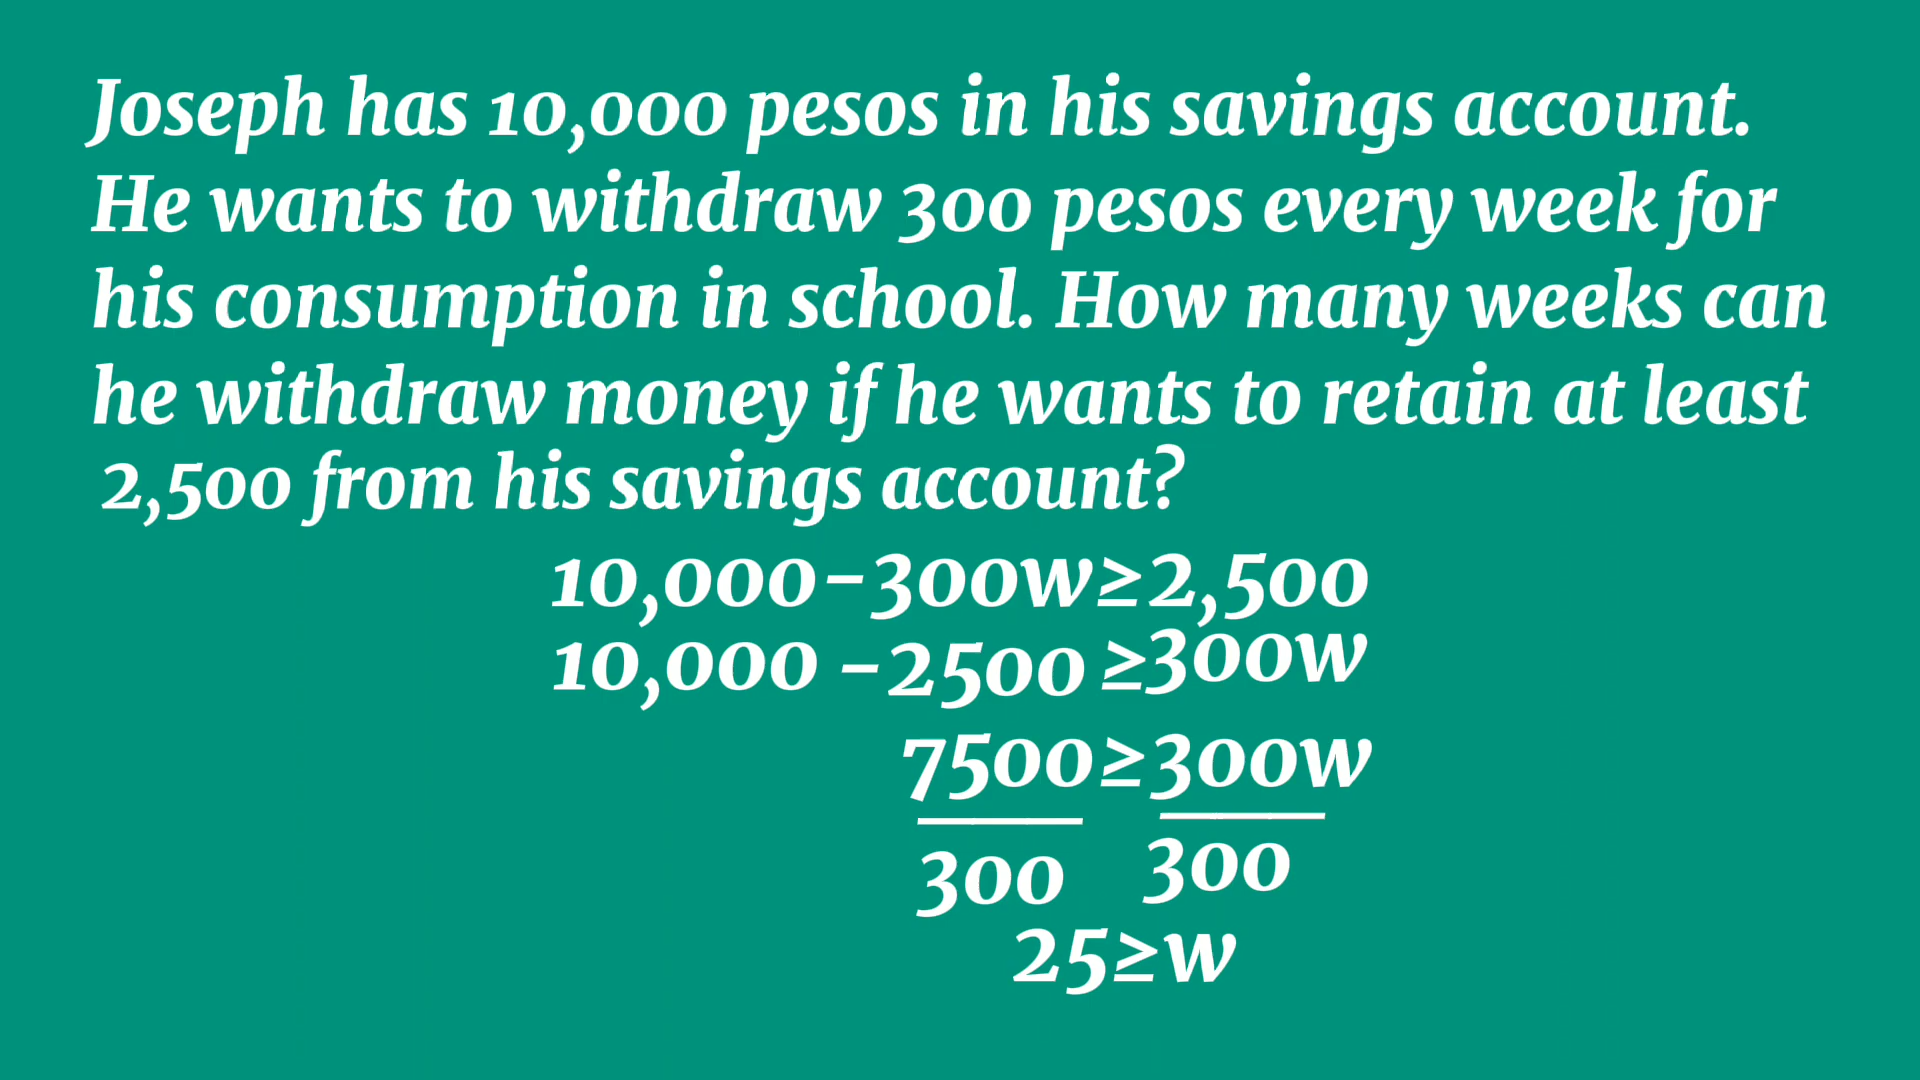 Joseph has 10,000 pesos in his savings account.
He wants to withdraw 300 pesos every week for
his consumption in school. How many weeks can
he withdraw money if he wants to retain at least
2,500 from his savings account?
10,000-300w≥2,500
10,000 -2500 ≥300w
7500≥300w
300 300
25≥w